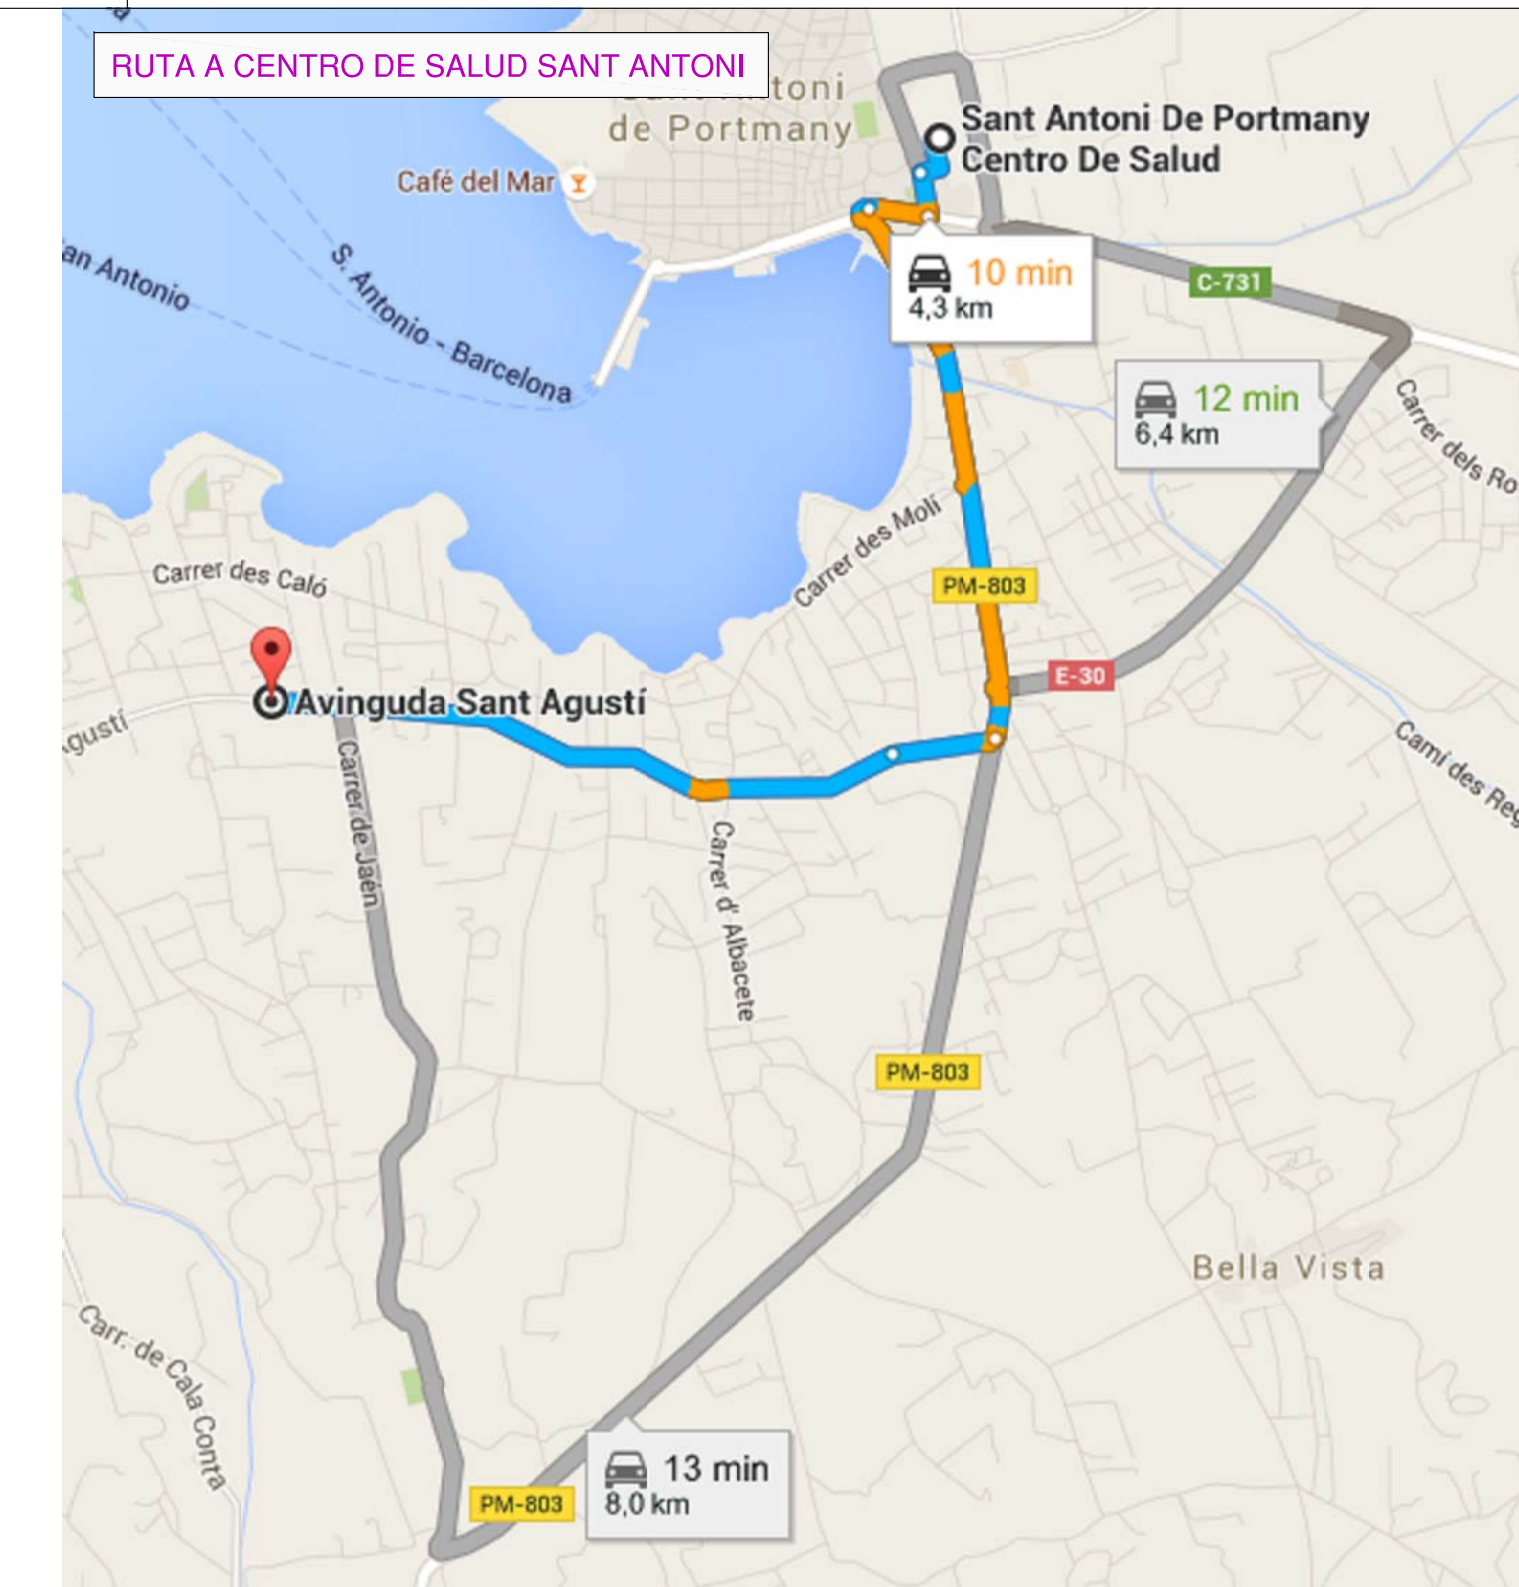 RUTA A CENTRO DE SALUD SANT ANTONI
de Portmany
Sant Antoni De Portmany
Centro De Salud
Café del Mar
an Antonio
S. Antonio - Barcelona
10 min
4,3 km
C-731
12 min
6,4 km
Carrer dels Ro
Carrer des Molí
Carrer des Caló
PM-803
E-30
Avinguda Sant Agustí
gustí
Camí des Reg
Carrer de Jaén
Carrer d' Albacete
PM-803
Bella Vista
Carr. de Cala Conta
13 min
8,0 km
PM-803